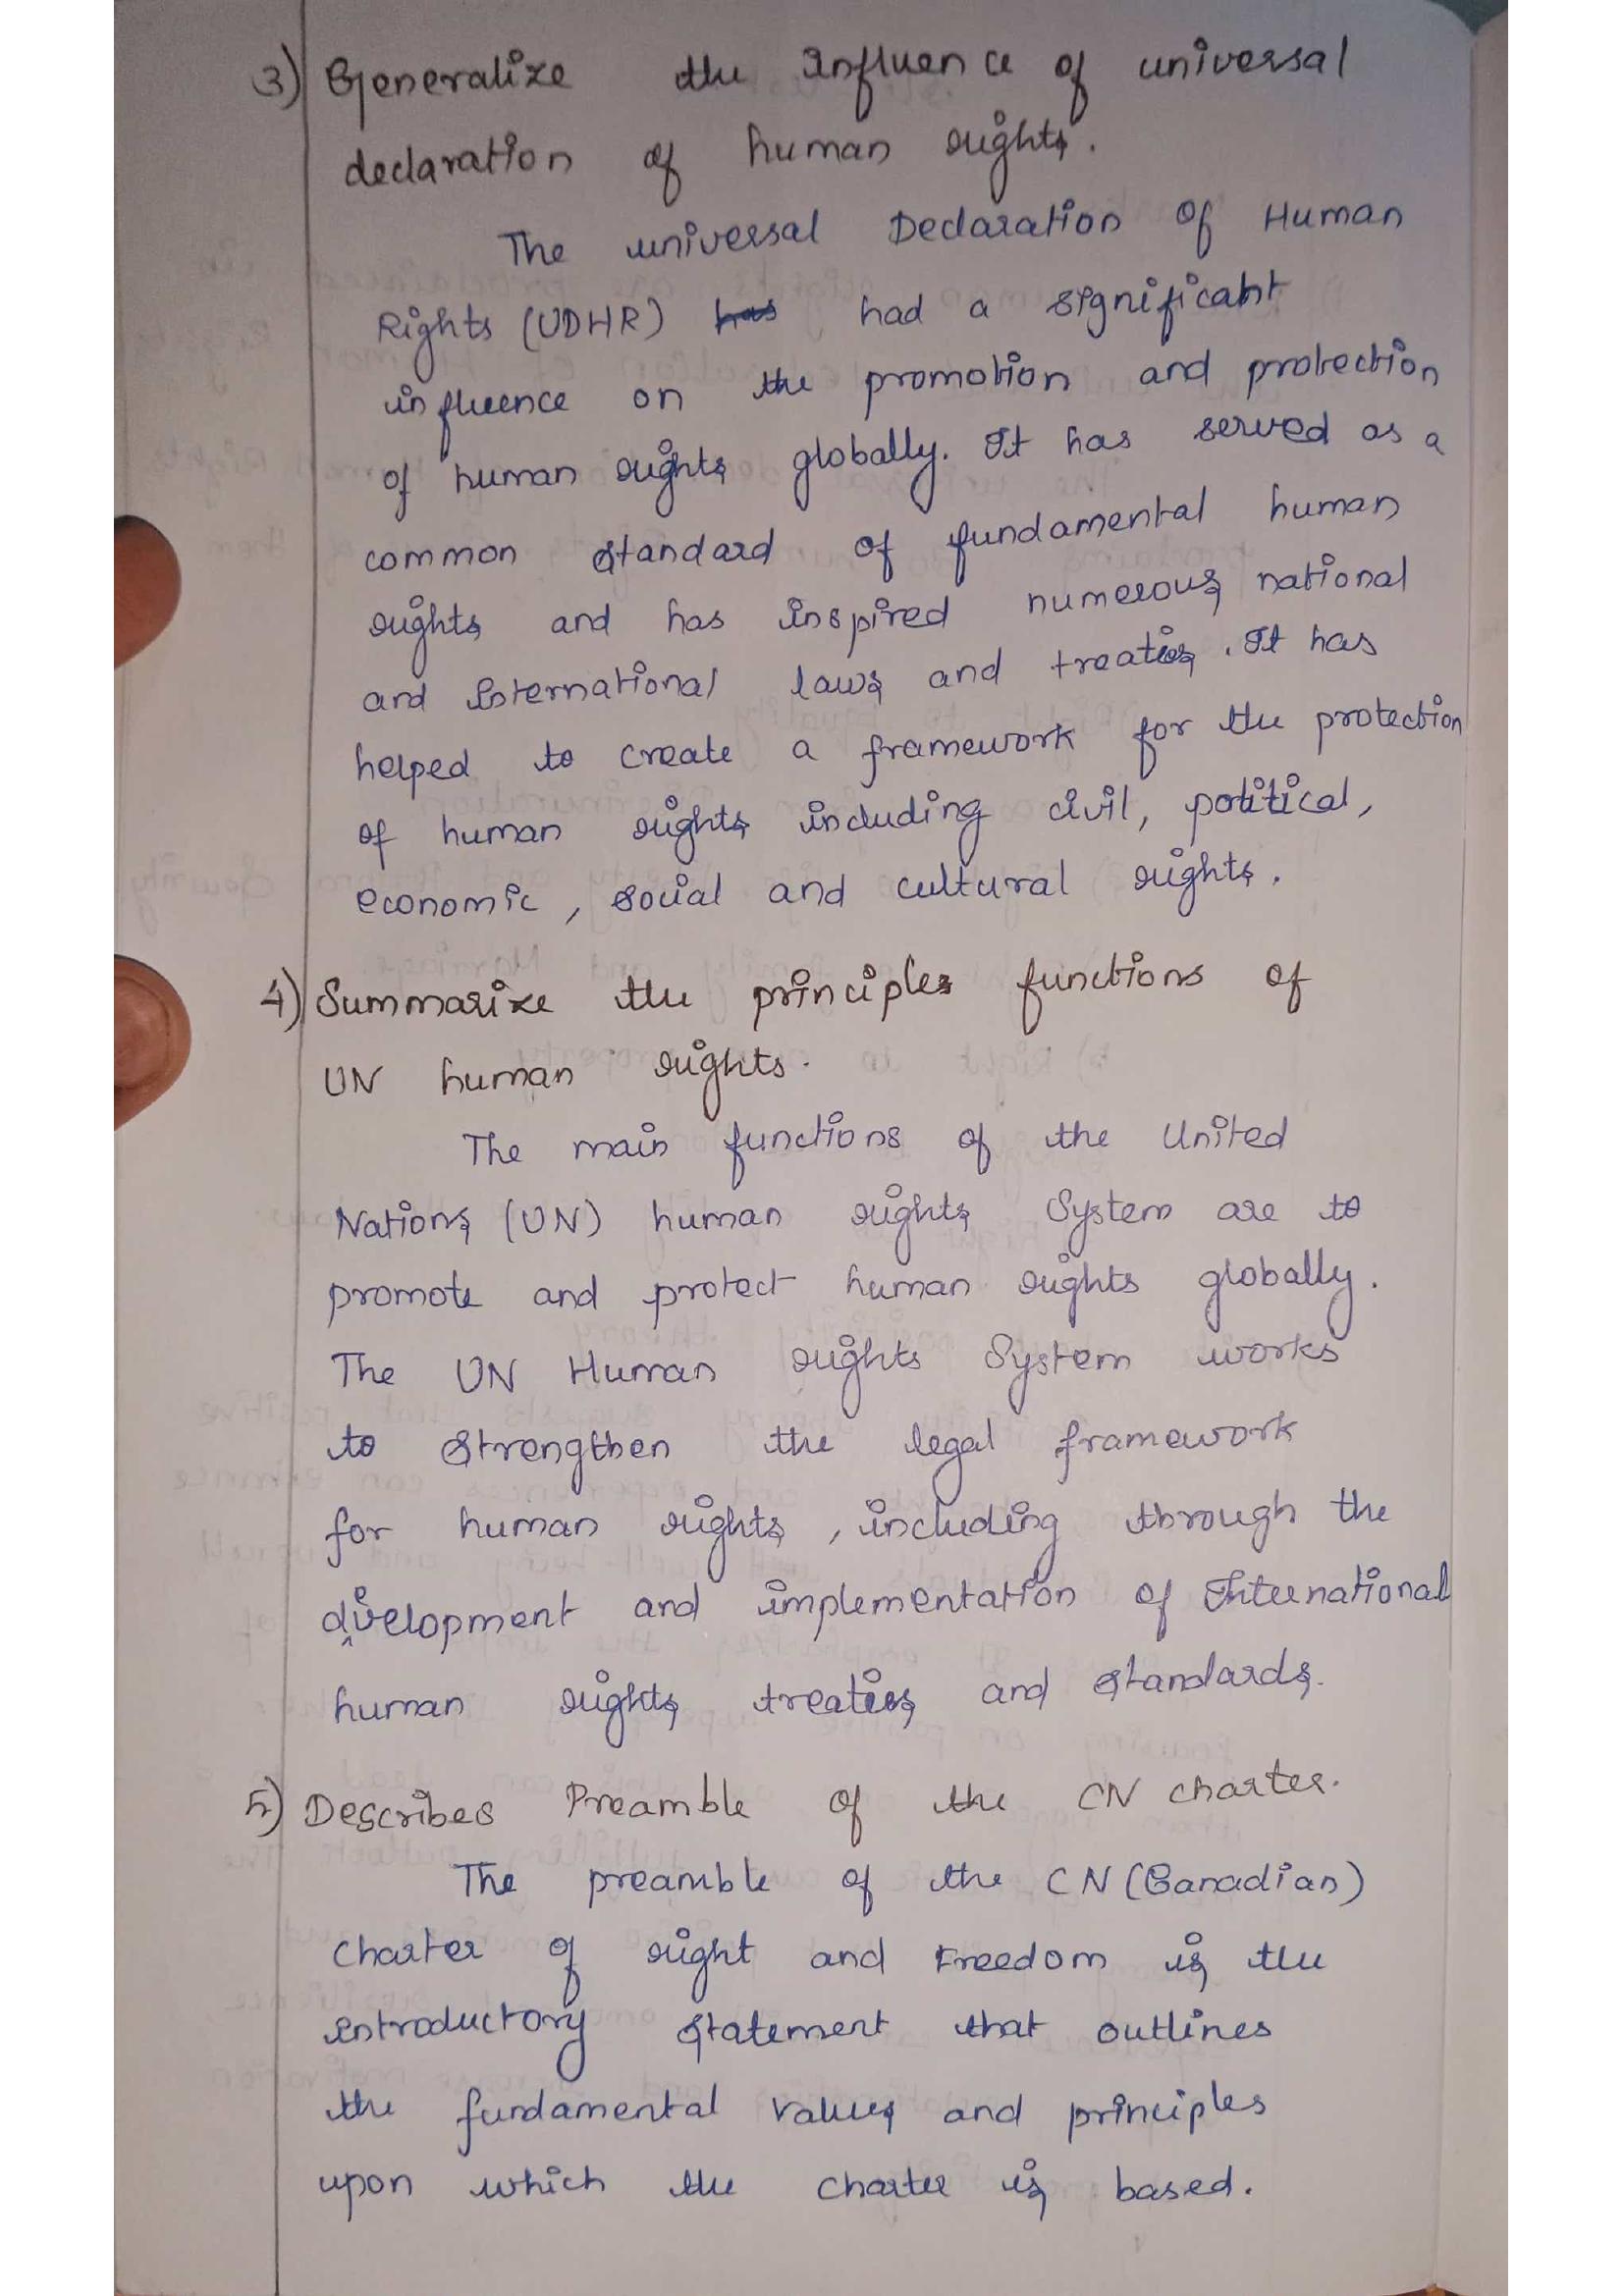 3) Generalize the Influence of universal
declaration of human rights.
The universal Declaration of Human
Rights (UDHR) has had a significant
influence on the promotion and protection
of human rights globally. It has served as a
common standard of fundamental human
rights and has inspired numerous national
and International laws and treaties. It has
helped to create a framework for the protection
of human rights including civil, political,
economic, social and cultural rights.
4) Summarize the principles functions of
UN human rights.
The main functions of the United
Nations (UN) human rights System are to
promote and protect human rights globally.
The UN Human rights System works
to strengthen the legal framework
for human rights, including through the
development and implementation of International
human rights treaties and standards.
5) Describes Preamble of the CN charter.
The preamble of the CN (Canadian)
Charter of right and Freedom is the
introductory statement that outlines
the fundamental values and principles
upon which the charter is based.